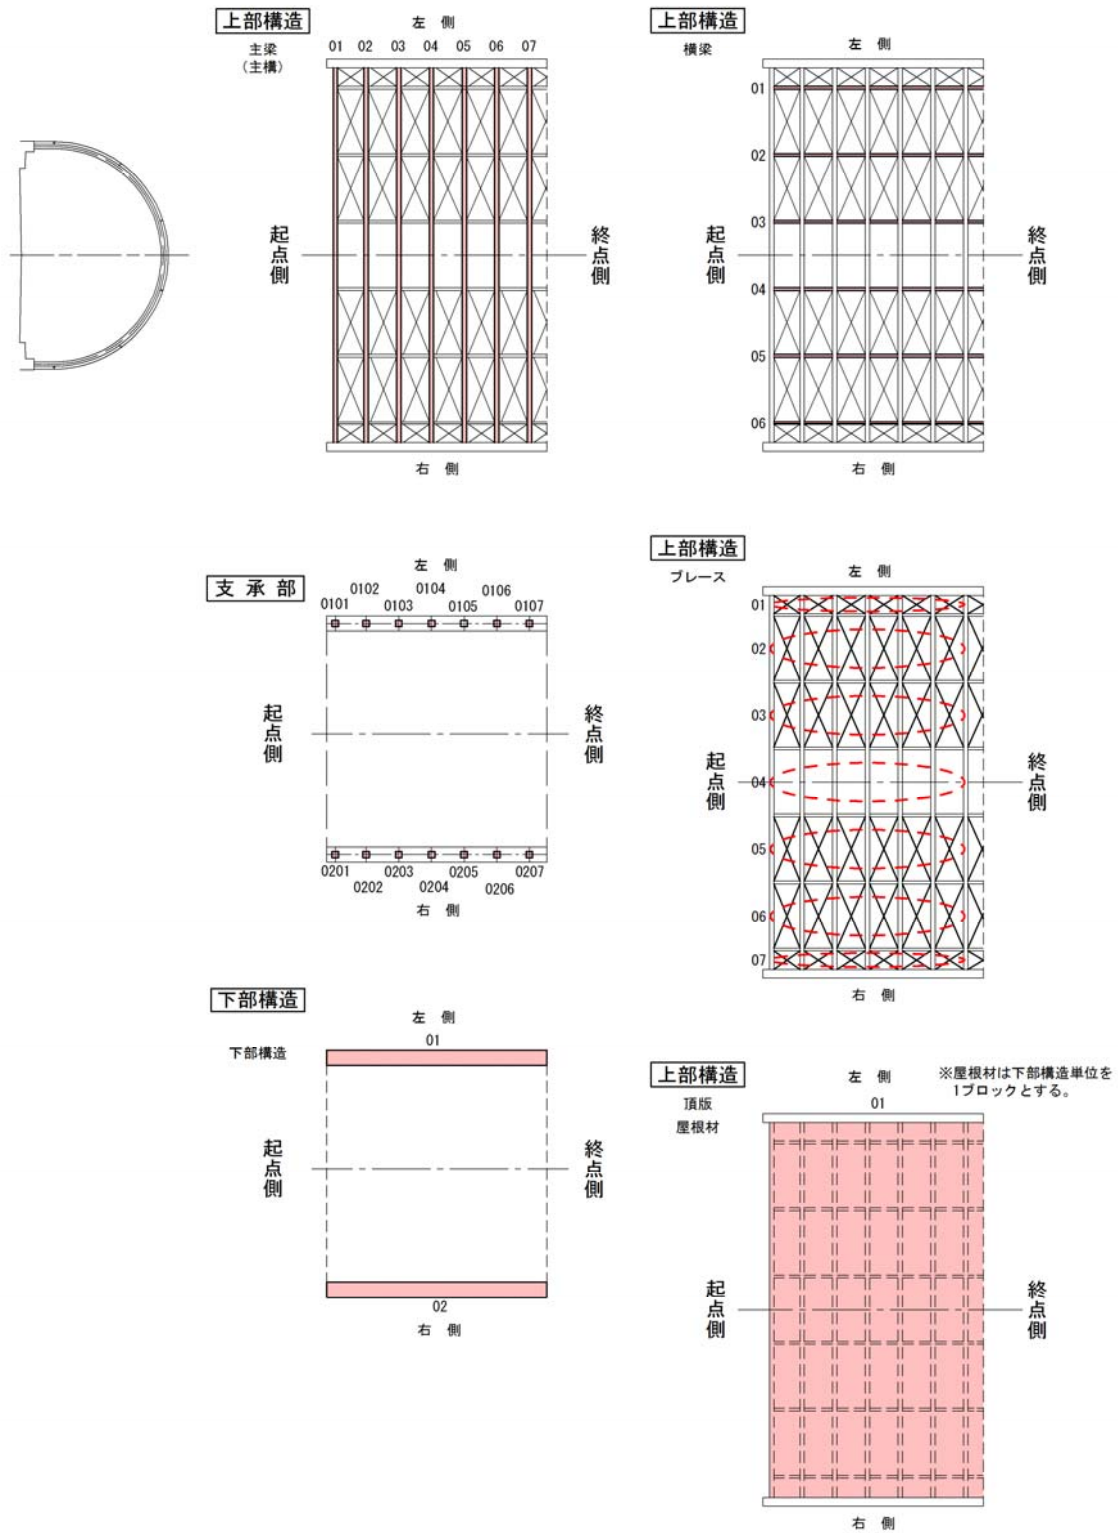 上部構造
左 側
主梁
(主構)
01 02 03 04 05 06 07
起点側
終点側
右 側
上部構造
左 側
横梁
01
02
03
起点側
終点側
04
05
06
右 側
支 承 部
左 側
0102 0104 0106
0101 0103 0105 0107
起点側
終点側
0201 0203 0205 0207
0202 0204 0206
右 側
上部構造
左 側
ブレース
01
02
03
起点側
終点側
04
05
06
07
右 側
下部構造
左 側
下部構造
01
起点側
終点側
02
右 側
上部構造
左 側
※屋根材は下部構造単位を
1ブロックとする。
頂版
01
屋根材
起点側
終点側
右 側